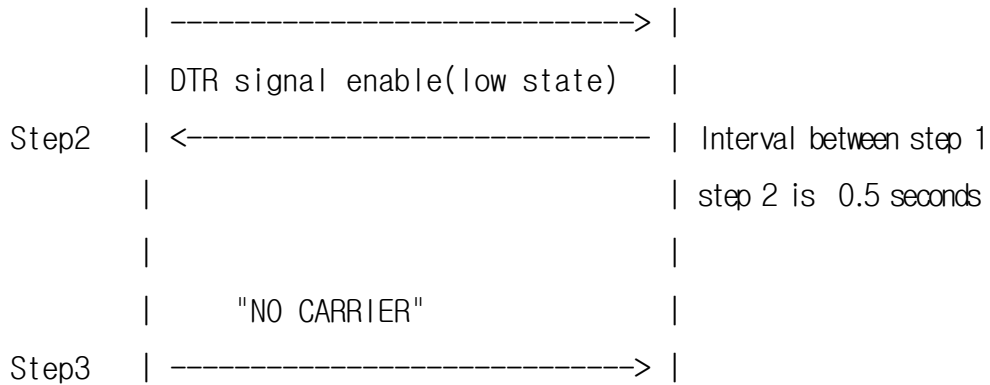 | -----------------------------> |
| DTR signal enable(low state) |
Step2 | <----------------------------- | Interval between step 1
| | step 2 is 0.5 seconds
| |
| "NO CARRIER" |
Step3 | -----------------------------> |